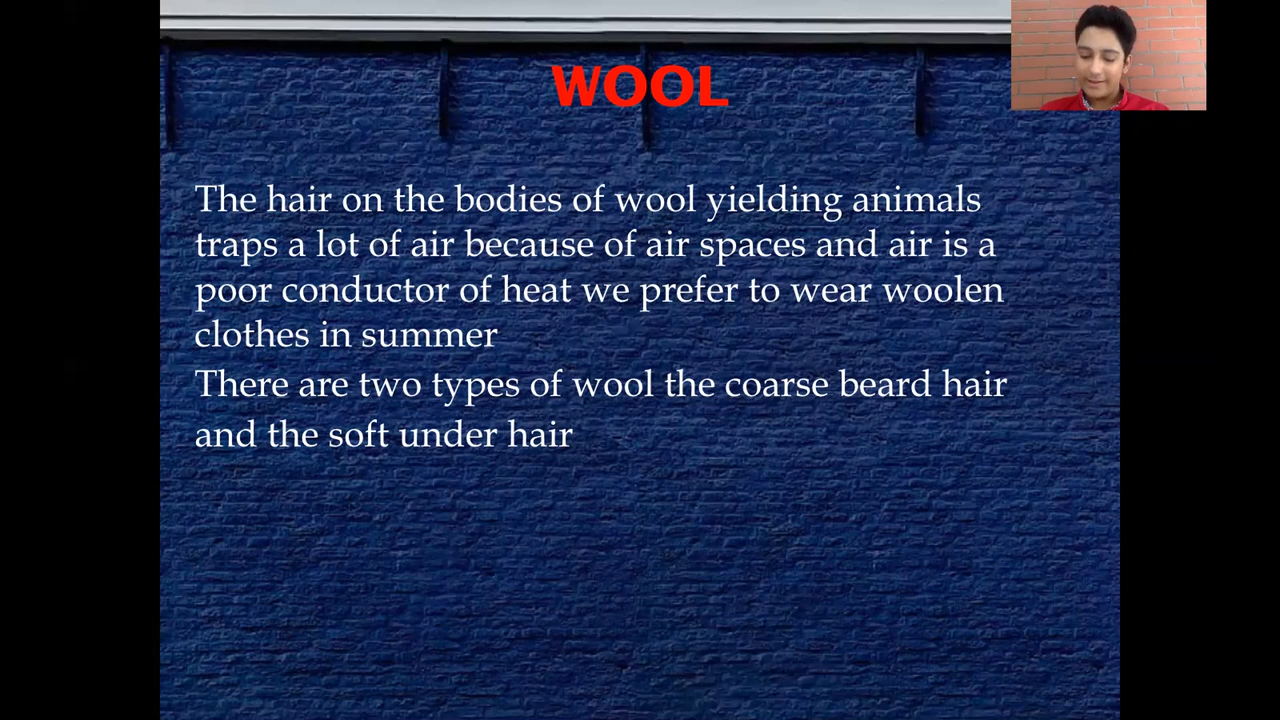 WOOL
The hair on the bodies of wool yielding animals
traps a lot of air because of air spaces and air is a
poor conductor of heat we prefer to wear woolen
clothes in summer
There are two types of wool the coarse beard hair
and the soft under hair